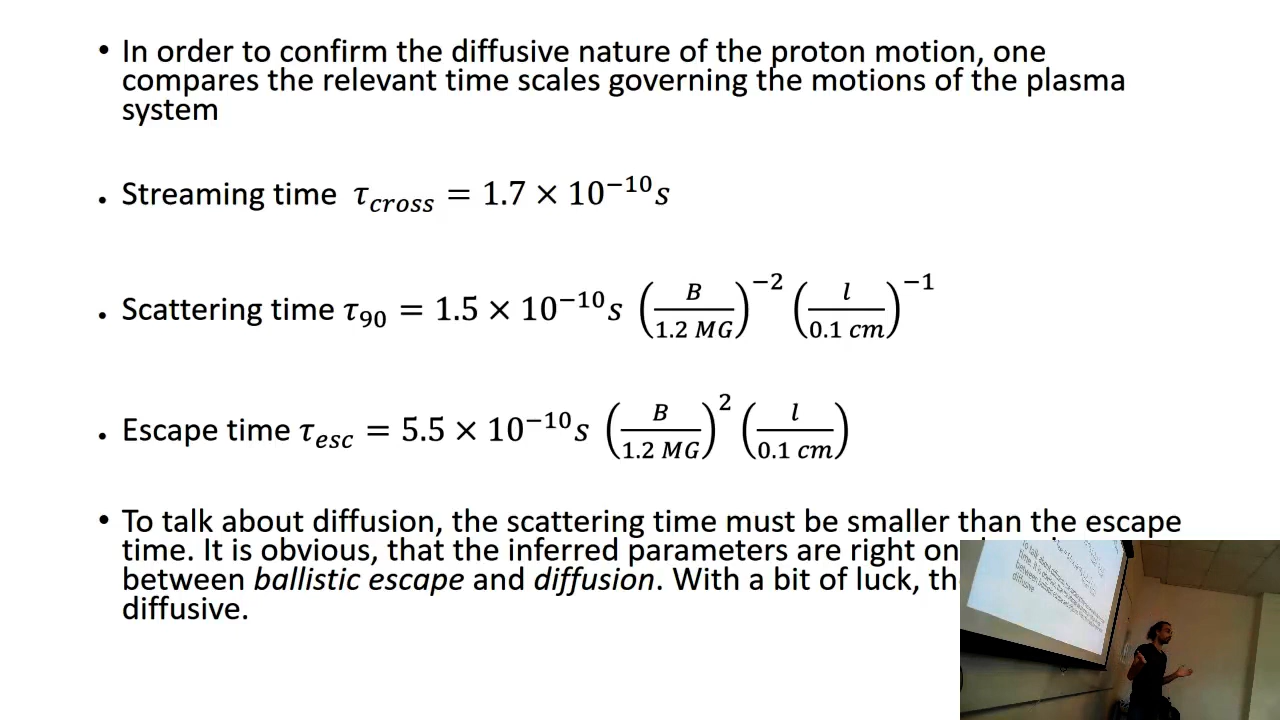 • In order to confirm the diffusive nature of the proton motion, one
compares the relevant time scales governing the motions of the plasma
system
• Streaming time τ_cross = 1.7 × 10^−10 s
• Scattering time τ_90 = 1.5 × 10^−10 s (B / 1.2 MG)^−2 (l / 0.1 cm)^−1
• Escape time τ_esc = 5.5 × 10^−10 s (B / 1.2 MG)^2 (l / 0.1 cm)
• To talk about diffusion, the scattering time must be smaller than the escape
time. It is obvious, that the inferred parameters are right on
between ballistic escape and diffusion. With a bit of luck,
diffusive.